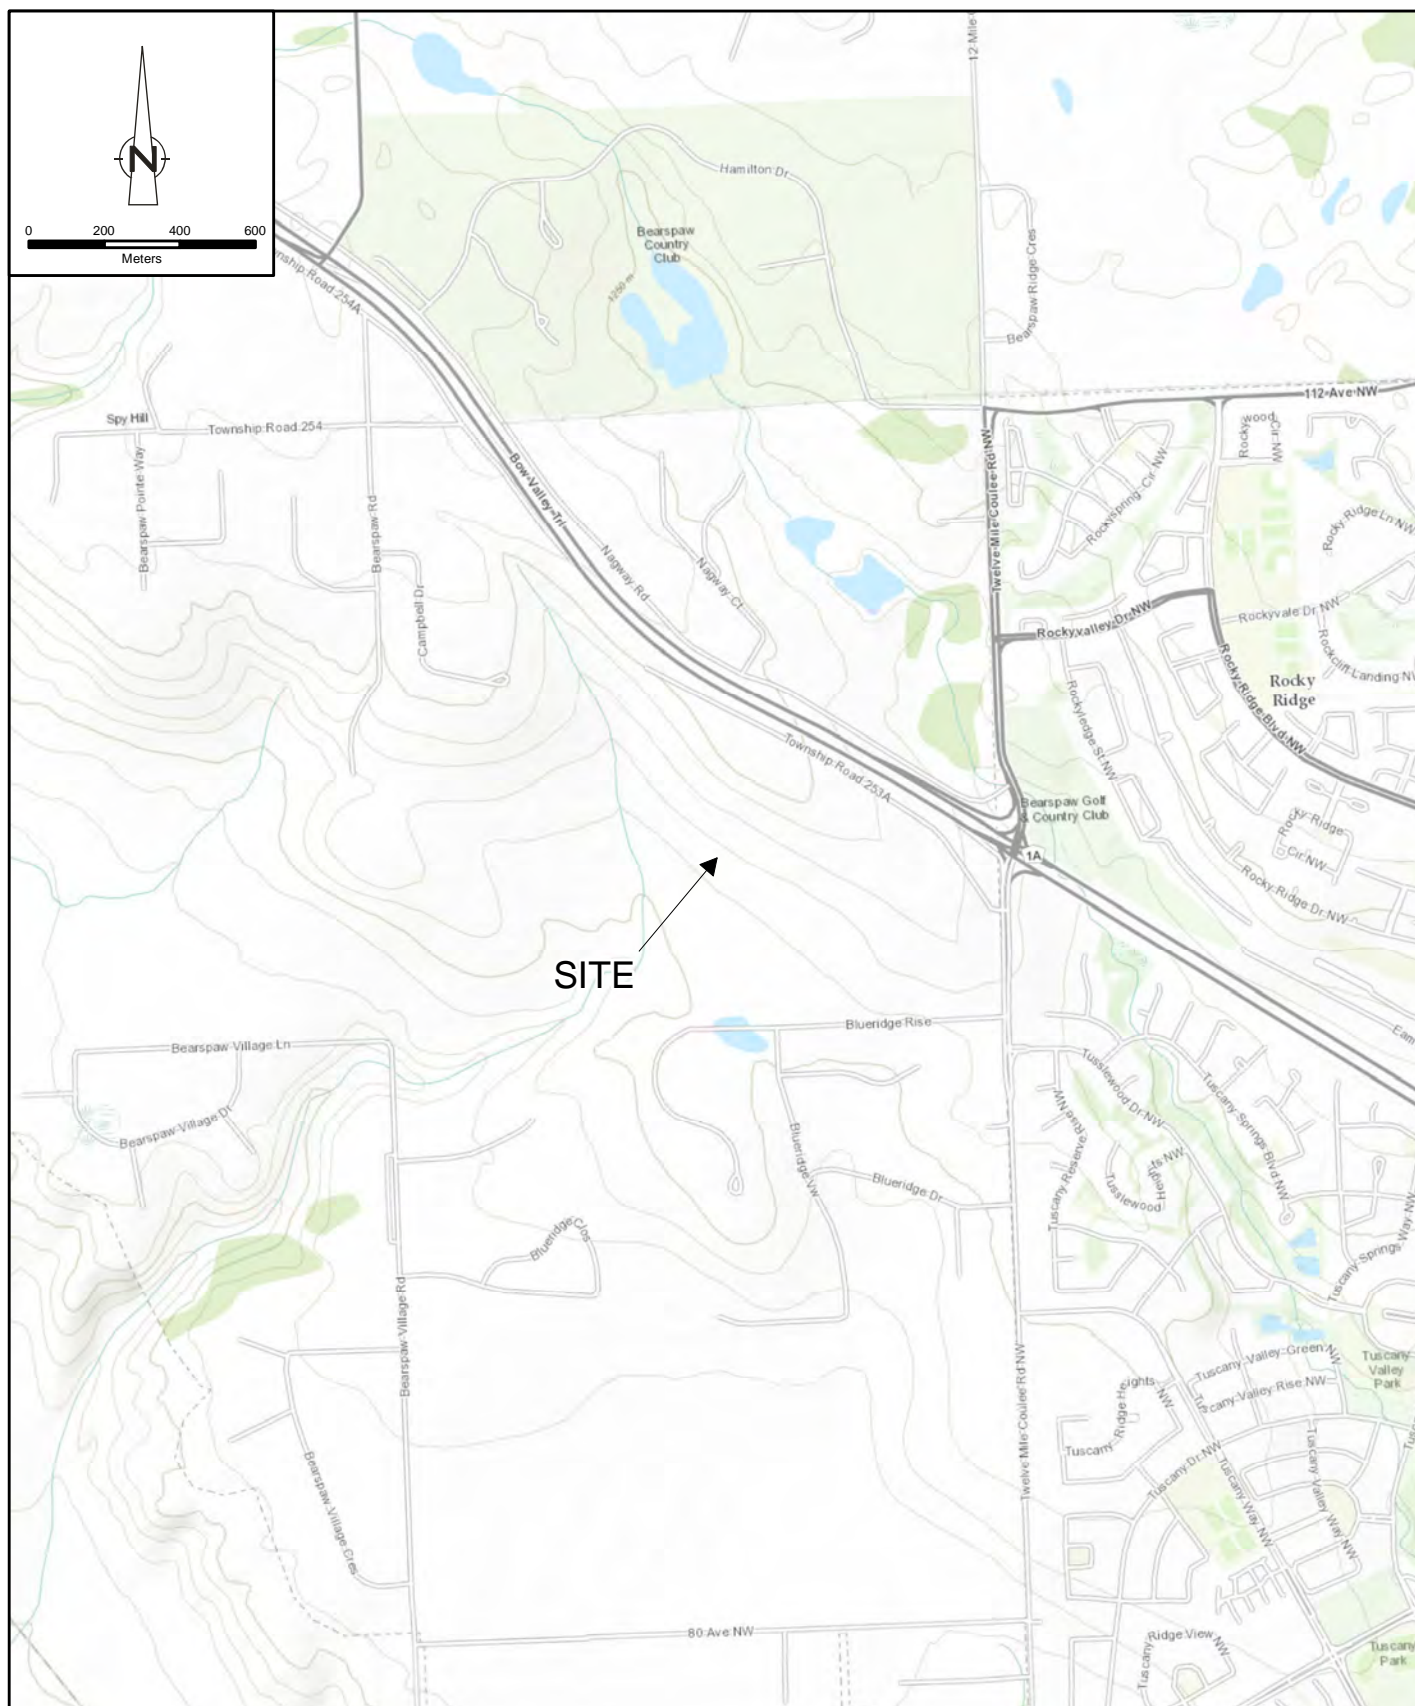 N
0 200 400 600
Meters
12 Mile
Hamilton Dr
Bearspaw
Country
Club
1250 m
Bearspaw Ridge Cres
Township Road 254A
112 Ave NW
Spy Hill
Township Road 254
Bearspaw Pointe Way
Bearspaw Rd
Campbell Dr
Bow Valley Trl
Nagway Rd
Nagway Ct
Twelve Mile Coulee Rd NW
Rockywood
Cir NW
Rockyspring Cir NW
Rocky Ridge Ln NW
Rockyvalley Dr NW
Rockyvale Dr NW
Rockcliff Landing NW
Rocky
Ridge
Rocky Ridge Blvd NW
Rockyledge St NW
Township Road 253A
Bearspaw Golf
& Country Club
1A
Rocky Ridge
Cir NW
Rocky Ridge Dr NW
SITE
Blueridge Rise
Bearspaw Village Ln
Bearspaw Village Dr
Tusslewood Dr NW
Tuscany Springs Blvd NW
Tuscany Reserve
Rise NW
Tusslewood
Heights NW
Blueridge Vw
Blueridge Dr
Blueridge Clos
Tuscany Springs Way NW
Bearspaw Village Rd
Twelve Mile Coulee Rd NW
Tuscany Valley Green NW
Tuscany Valley Rise NW
Tuscany
Valley
Park
Tuscany Ridge Heights NW
Tuscany Dr NW
Tuscany Way NW
Tuscany Valley Way NW
Bearspaw Village Cres
80 Ave NW
Tuscany Ridge View NW
Tuscany
Park